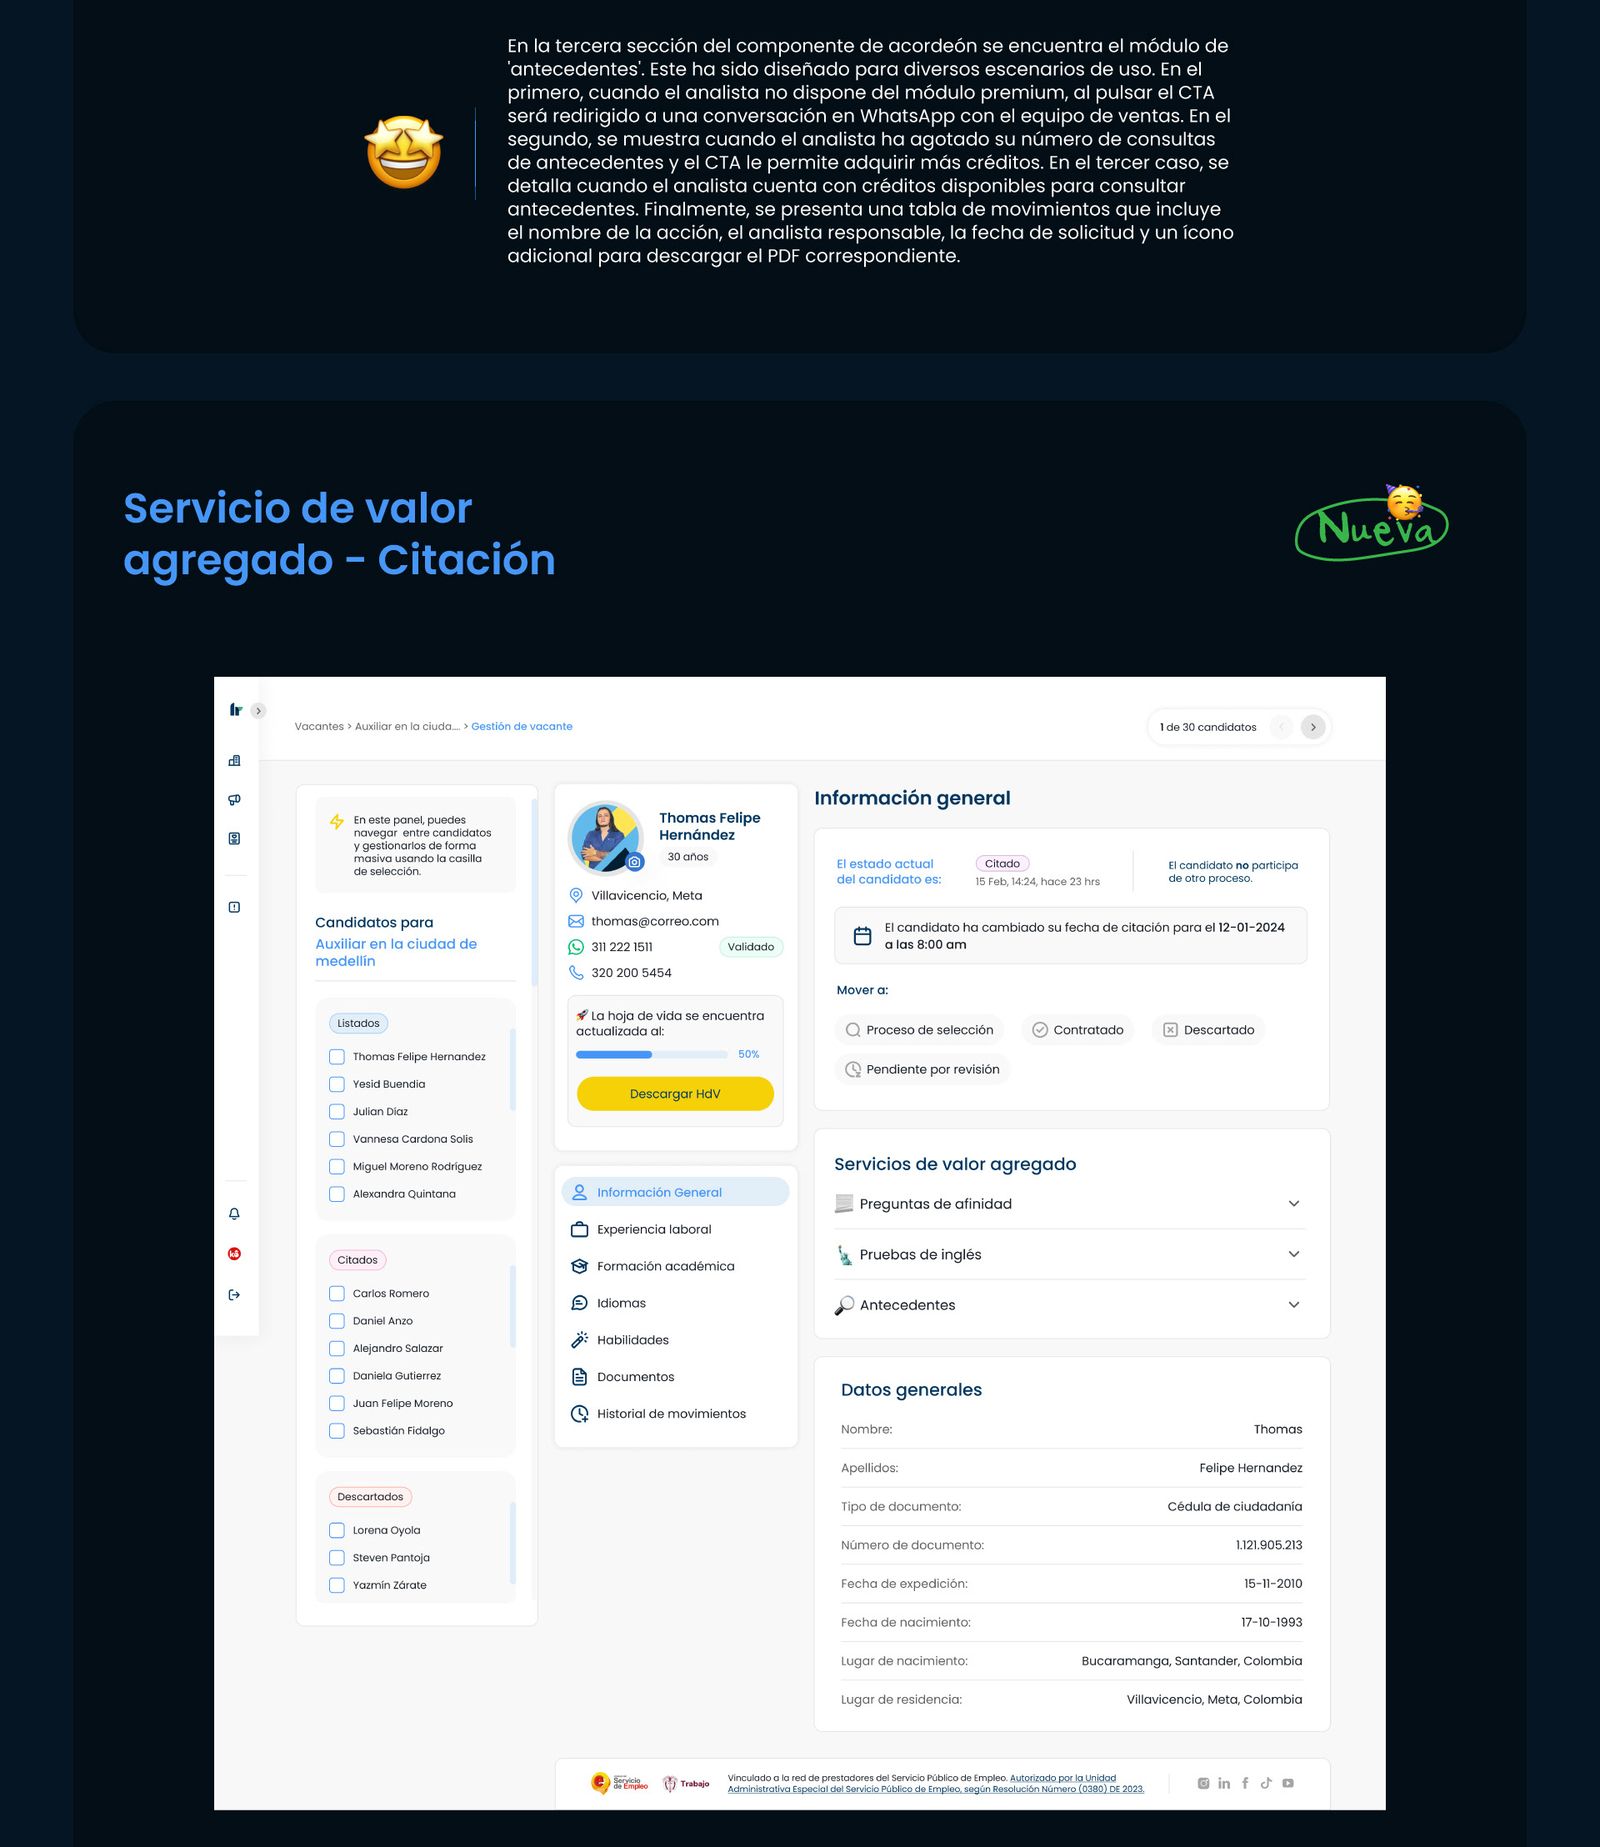 En la tercera sección del componente de acordeón se encuentra el módulo de
'antecedentes'. Este ha sido diseñado para diversos escenarios de uso. En el
primero, cuando el analista no dispone del módulo premium, al pulsar el CTA
será redirigido a una conversación en WhatsApp con el equipo de ventas. En el
segundo, se muestra cuando el analista ha agotado su número de consultas
de antecedentes y el CTA le permite adquirir más créditos. En el tercer caso, se
detalla cuando el analista cuenta con créditos disponibles para consultar
antecedentes. Finalmente, se presenta una tabla de movimientos que incluye
el nombre de la acción, el analista responsable, la fecha de solicitud y un ícono
adicional para descargar el PDF correspondiente.
Servicio de valor
agregado - Citación
Nueva
Vacantes > Auxiliar en la ciuda.... > Gestión de vacante
1 de 30 candidatos
En este panel, puedes
navegar entre candidatos
y gestionarlos de forma
masiva usando la casilla
de selección.
Candidatos para
Auxiliar en la ciudad de
medellín
Listados
Thomas Felipe Hernandez
Yesid Buendia
Julian Díaz
Vannesa Cardona Solis
Miguel Moreno Rodríguez
Alexandra Quintana
Citados
Carlos Romero
Daniel Anzo
Alejandro Salazar
Daniela Gutierrez
Juan Felipe Moreno
Sebastián Fidalgo
Descartados
Lorena Oyola
Steven Pantoja
Yazmín Zárate
Thomas Felipe
Hernández
30 años
Villavicencio, Meta
thomas@correo.com
311 222 1511
Validado
320 200 5454
La hoja de vida se encuentra
actualizada al:
50%
Descargar HdV
Información General
Experiencia laboral
Formación académica
Idiomas
Habilidades
Documentos
Historial de movimientos
Información general
El estado actual
del candidato es:
Citado
15 Feb, 14:24, hace 23 hrs
El candidato no participa
de otro proceso.
El candidato ha cambiado su fecha de citación para el 12-01-2024
a las 8:00 am
Mover a:
Proceso de selección
Contratado
Descartado
Pendiente por revisión
Servicios de valor agregado
Preguntas de afinidad
Pruebas de inglés
Antecedentes
Datos generales
Nombre: Thomas
Apellidos: Felipe Hernandez
Tipo de documento: Cédula de ciudadanía
Número de documento: 1.121.905.213
Fecha de expedición: 15-11-2010
Fecha de nacimiento: 17-10-1993
Lugar de nacimiento: Bucaramanga, Santander, Colombia
Lugar de residencia: Villavicencio, Meta, Colombia
Servicio
de Empleo
Trabajo
Vinculado a la red de prestadores del Servicio Público de Empleo. Autorizado por la Unidad
Administrativa Especial del Servicio Público de Empleo, según Resolución Número (0380) DE 2023.